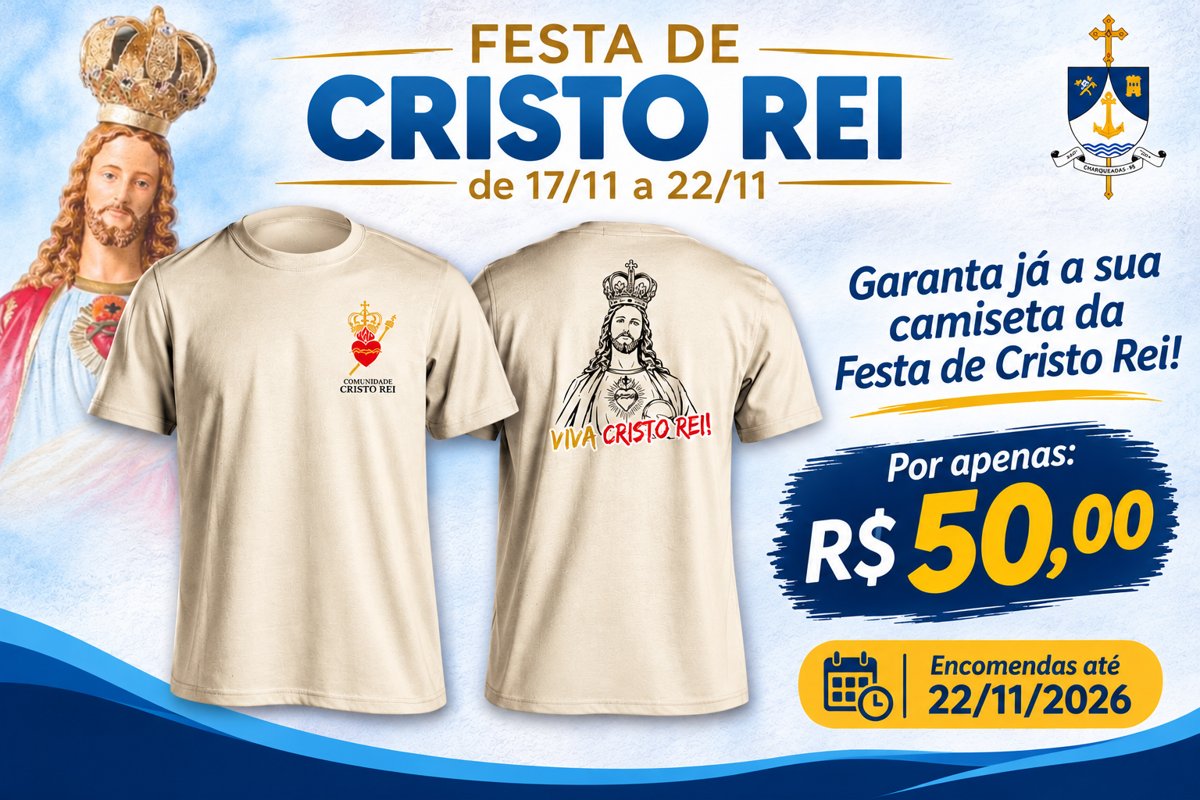 FESTA DE
CRISTO REI
de 17/11 a 22/11
CHARQUEADAS - RS
COMUNIDADE
CRISTO REI
VIVA CRISTO REI!
Garanta já a sua
camiseta da
Festa de Cristo Rei!
Por apenas:
R$ 50,00
Encomendas até
22/11/2026